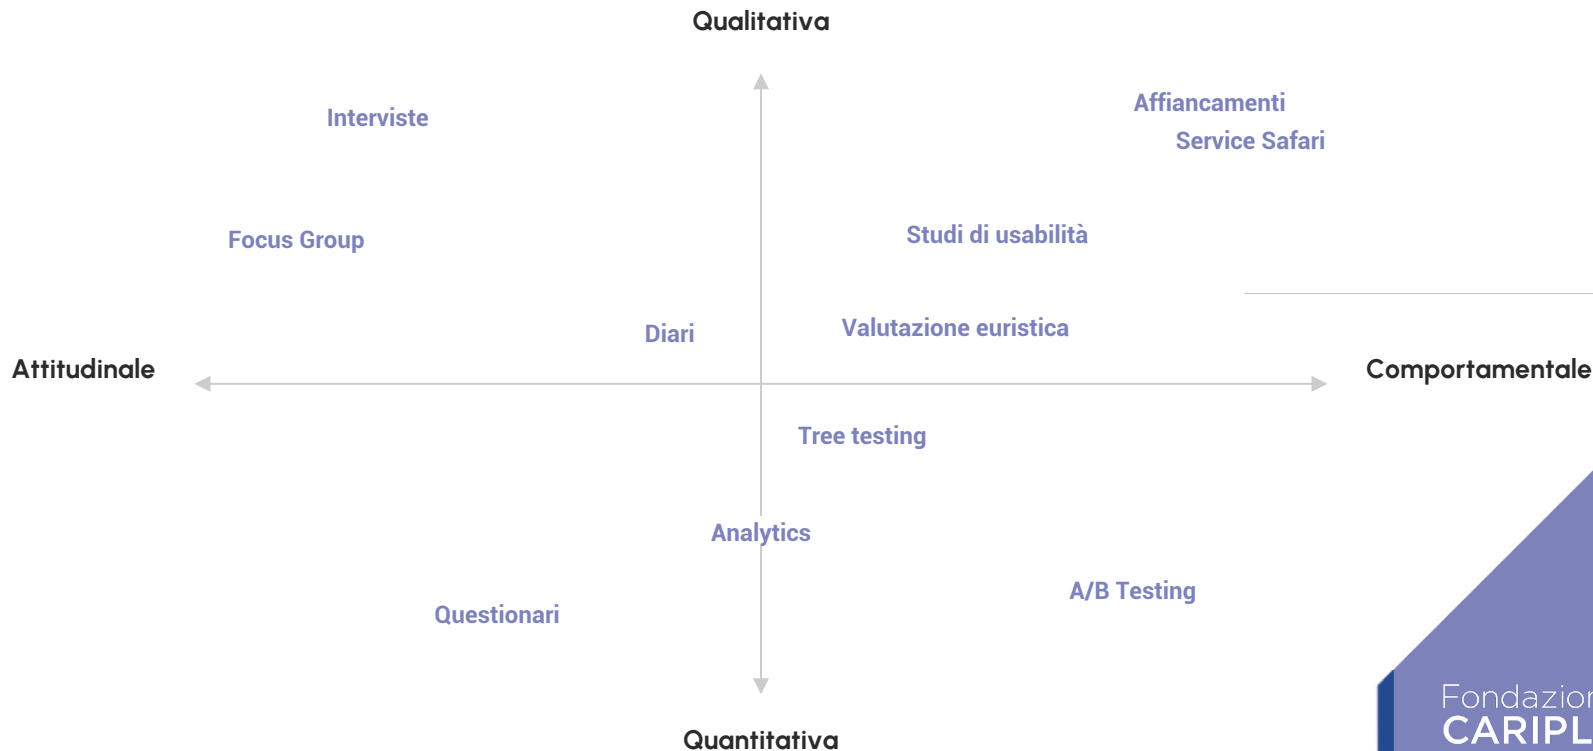 Qualitativa
Affiancamenti
Interviste
Service Safari
Studi di usabilità
Focus Group
Valutazione euristica
Diari
Attitudinale
Comportamentale
Tree testing
Analytics
A/B Testing
Questionari
Fondazion
CARIPL
Quantitativa